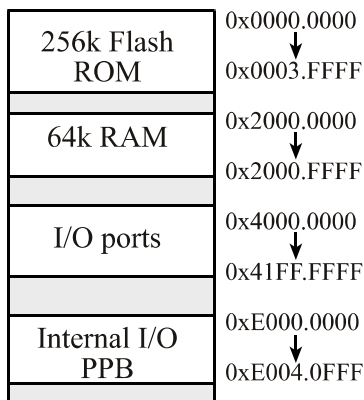 256k Flash
ROM
0x0000.0000
0x0003.FFFF
64k RAM
0x2000.0000
0x2000.FFFF
I/O ports
0x4000.0000
0x41FF.FFFF
Internal I/O
PPB
0xE000.0000
0xE004.0FFF